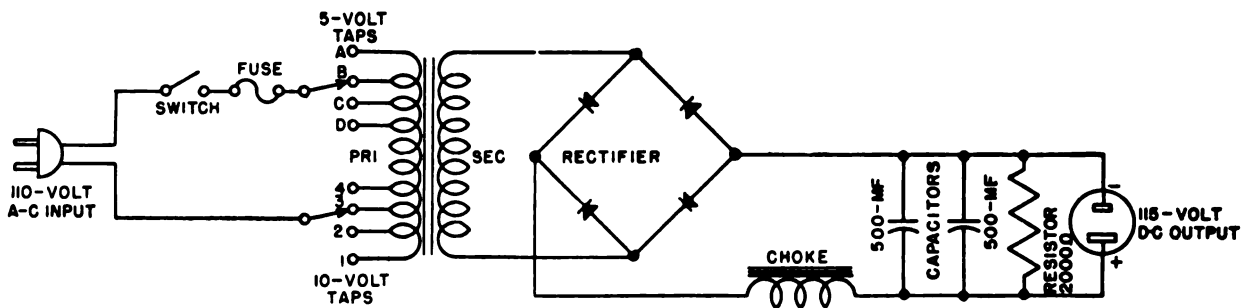 5-VOLT
TAPS
A
B
C
D
FUSE
SWITCH
PRI
SEC
4
3
2
1
10-VOLT
TAPS
110-VOLT
A-C INPUT
RECTIFIER
CHOKE
500-MF
CAPACITORS
500-MF
RESISTOR
2000Ω
-
+
115-VOLT
D-C OUTPUT